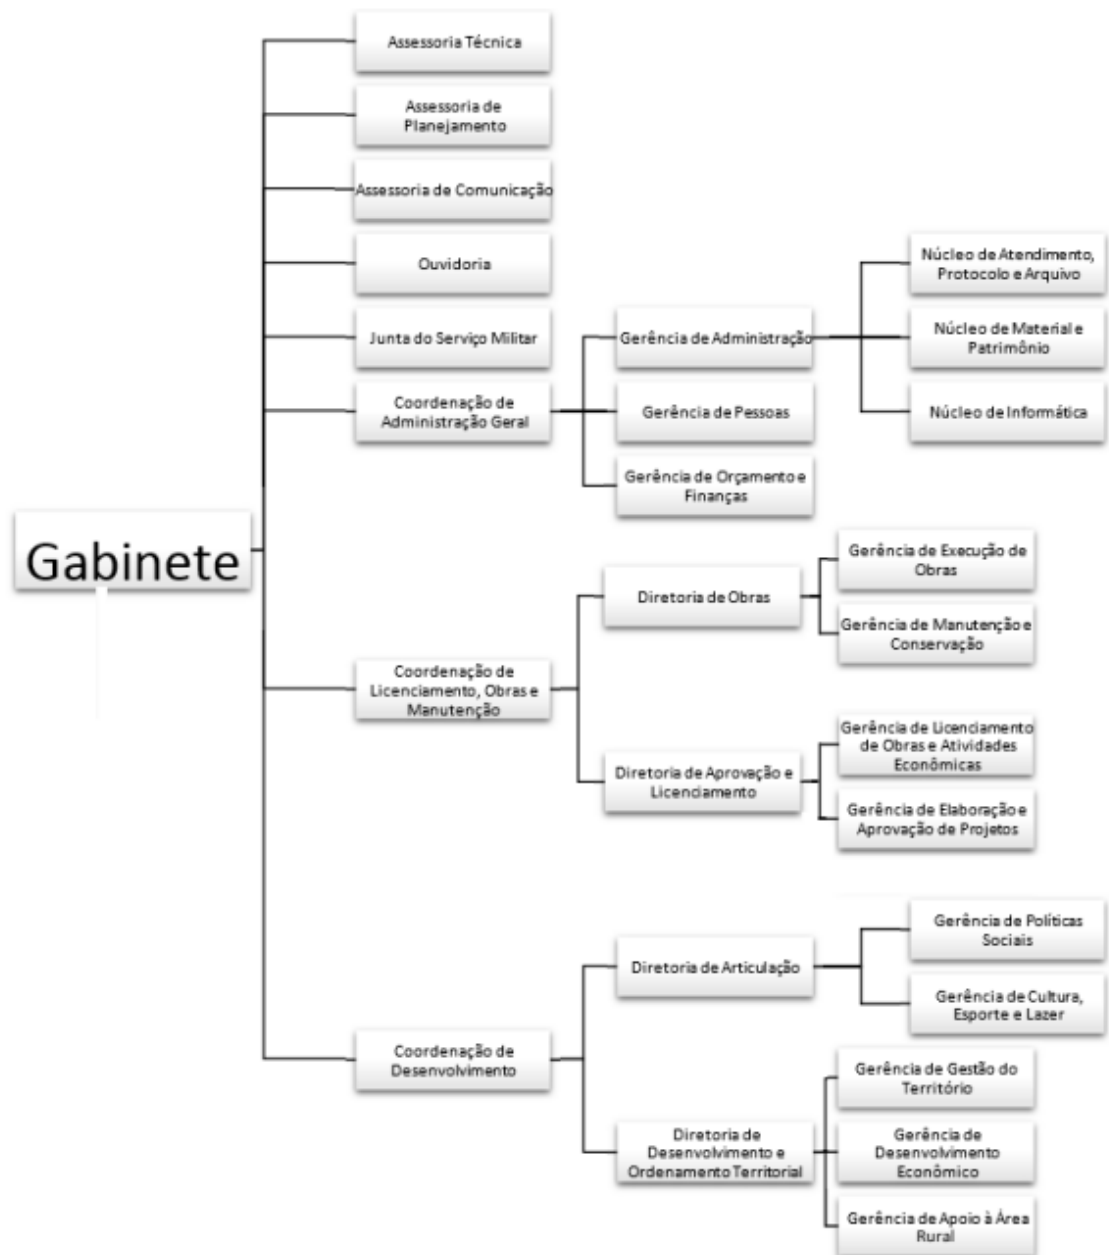 Assessoria Técnica
Assessoria de
Planejamento
Assessoria de Comunicação
Ouvidoria
Junta do Serviço Militar
Coordenação de
Administração Geral
Gerência de Administração
Núcleo de Atendimento,
Protocolo e Arquivo
Núcleo de Material e
Patrimônio
Núcleo de Informática
Gerência de Pessoas
Gerência de Orçamento e
Finanças
Gabinete
Coordenação de
Licenciamento, Obras e
Manutenção
Diretoria de Obras
Gerência de Execução de
Obras
Gerência de Manutenção e
Conservação
Diretoria de Aprovação e
Licenciamento
Gerência de Licenciamento
de Obras e Atividades
Econômicas
Gerência de Elaboração e
Aprovação de Projetos
Coordenação de
Desenvolvimento
Diretoria de Articulação
Gerência de Políticas
Sociais
Gerência de Cultura,
Esporte e Lazer
Diretoria de
Desenvolvimento e
Ordenamento Territorial
Gerência de Gestão do
Território
Gerência de
Desenvolvimento
Econômico
Gerência de Apoio à Área
Rural